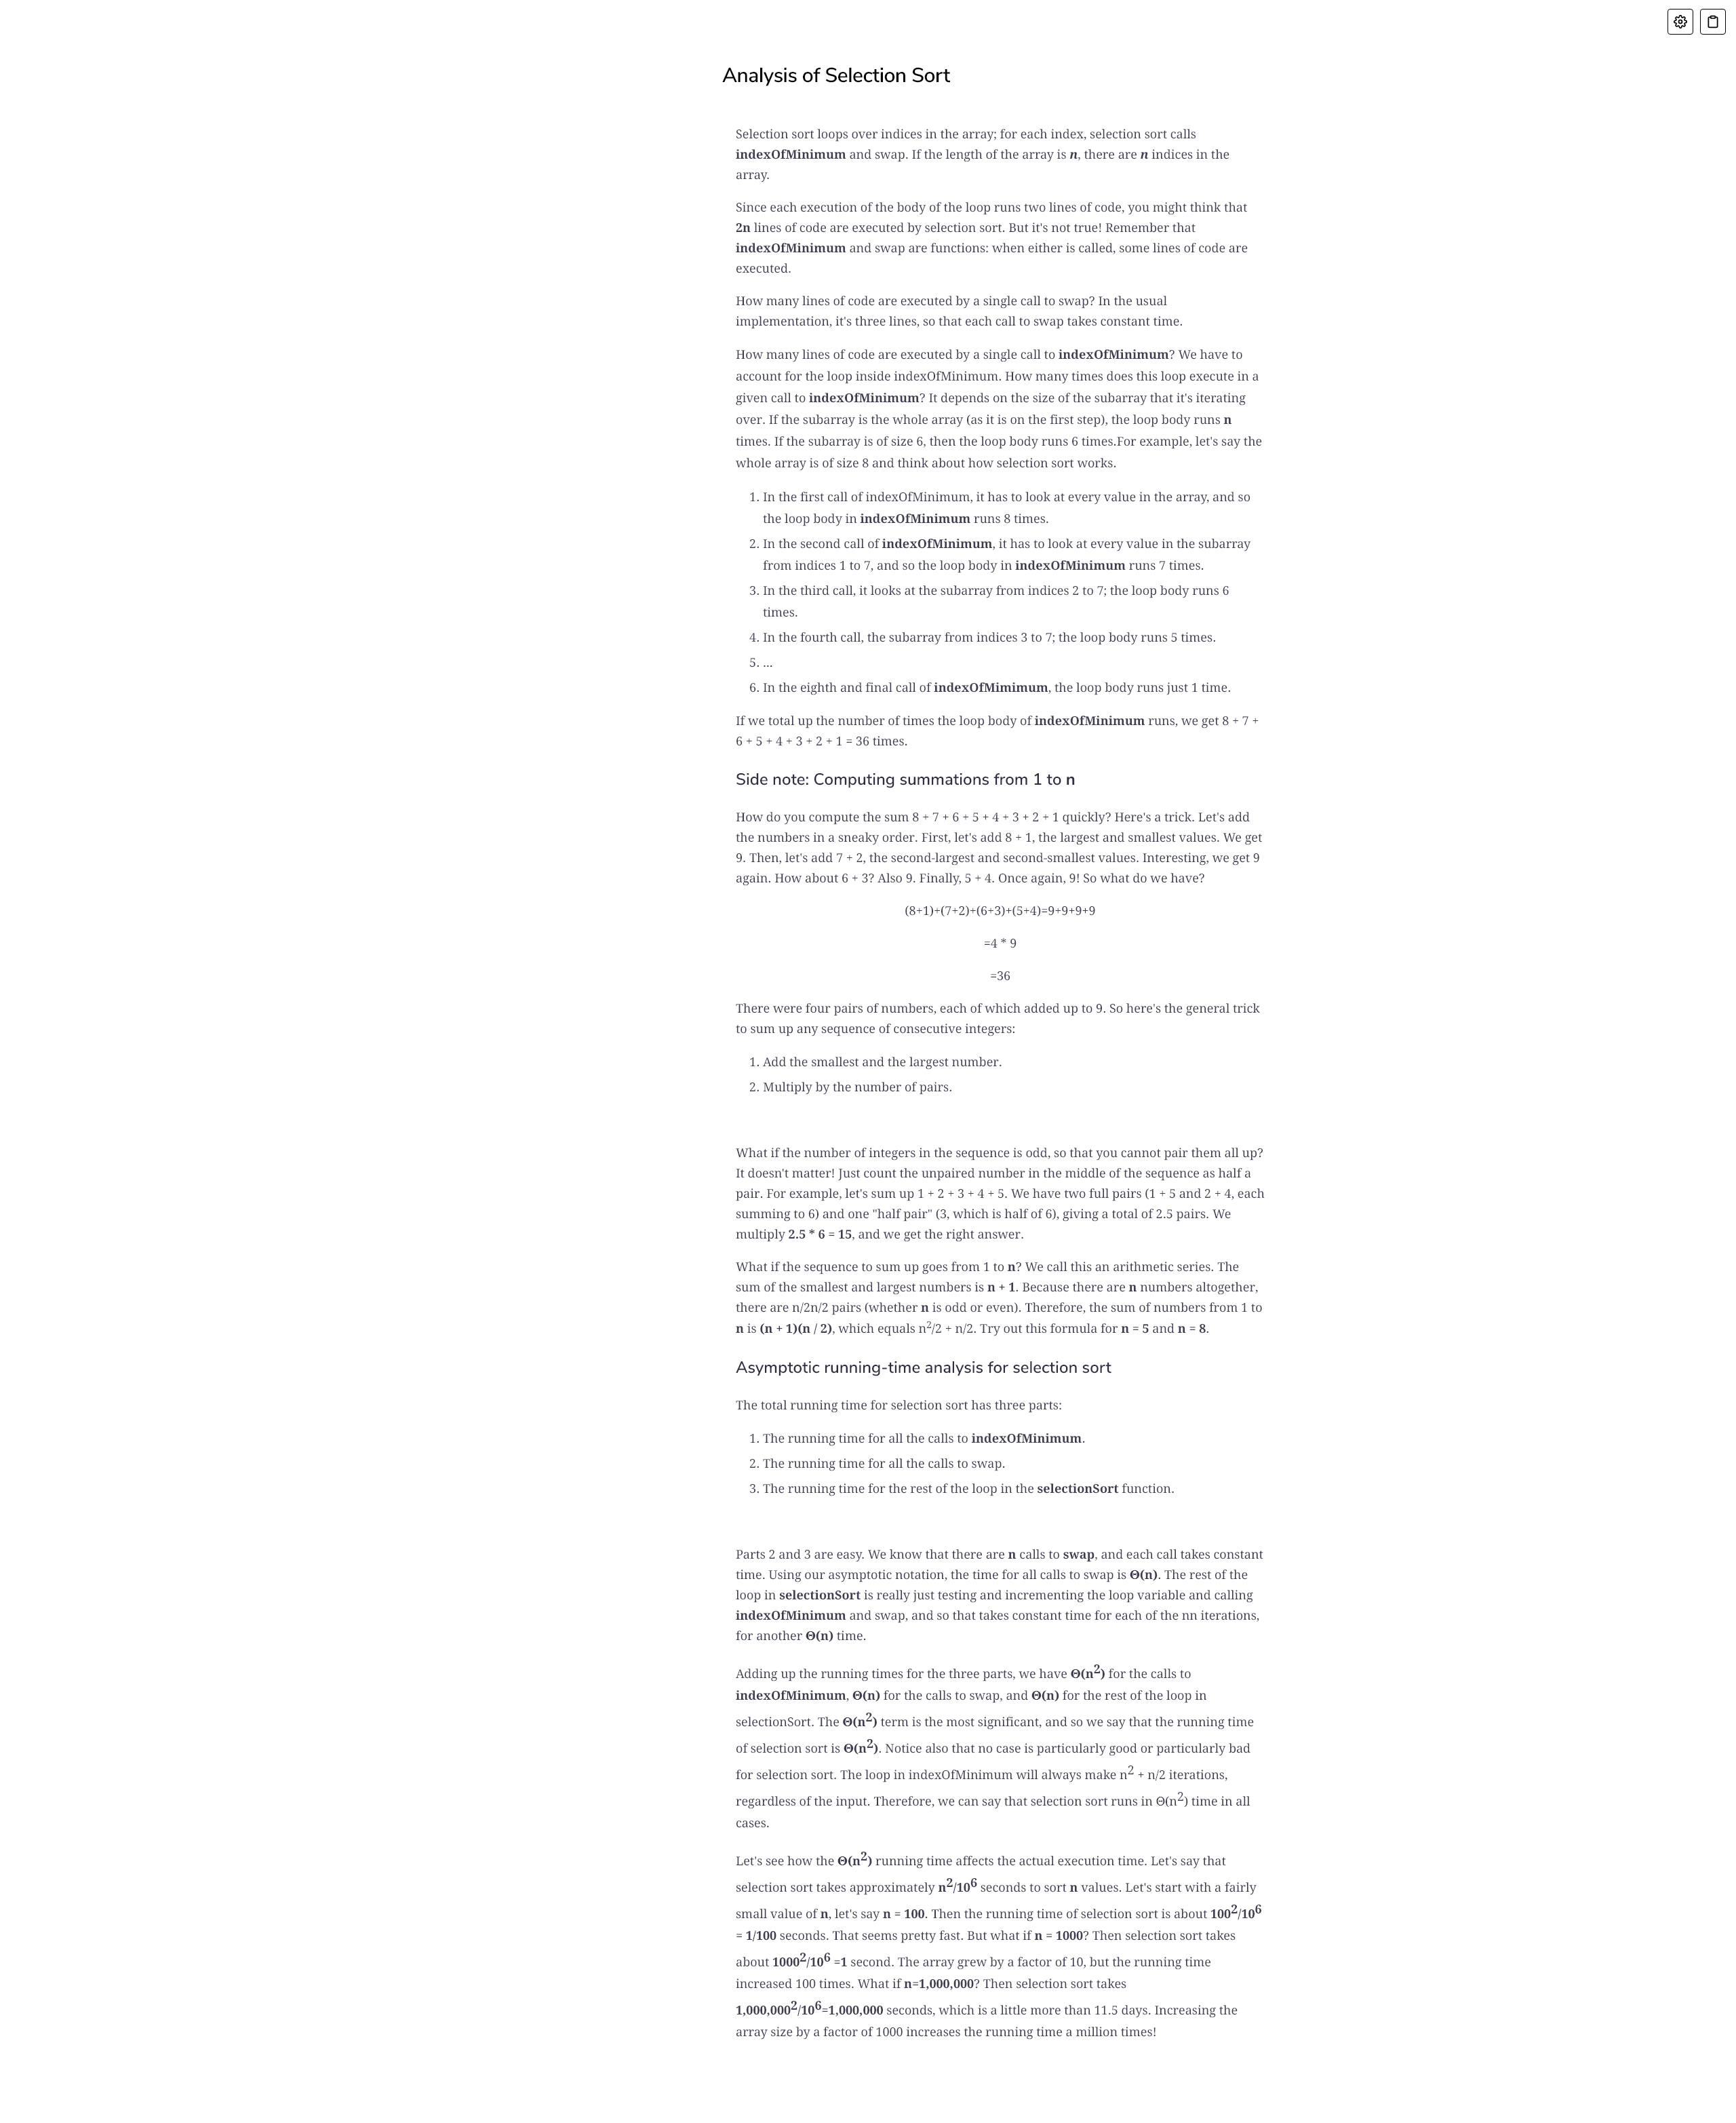 Analysis of Selection Sort
Selection sort loops over indices in the array; for each index, selection sort calls
indexOfMinimum and swap. If the length of the array is n, there are n indices in the
array.
Since each execution of the body of the loop runs two lines of code, you might think that
2n lines of code are executed by selection sort. But it's not true! Remember that
indexOfMinimum and swap are functions: when either is called, some lines of code are
executed.
How many lines of code are executed by a single call to swap? In the usual
implementation, it's three lines, so that each call to swap takes constant time.
How many lines of code are executed by a single call to indexOfMinimum? We have to
account for the loop inside indexOfMinimum. How many times does this loop execute in a
given call to indexOfMinimum? It depends on the size of the subarray that it's iterating
over. If the subarray is the whole array (as it is on the first step), the loop body runs n
times. If the subarray is of size 6, then the loop body runs 6 times.For example, let's say the
whole array is of size 8 and think about how selection sort works.
1. In the first call of indexOfMinimum, it has to look at every value in the array, and so
the loop body in indexOfMinimum runs 8 times.
2. In the second call of indexOfMinimum, it has to look at every value in the subarray
from indices 1 to 7, and so the loop body in indexOfMinimum runs 7 times.
3. In the third call, it looks at the subarray from indices 2 to 7; the loop body runs 6
times.
4. In the fourth call, the subarray from indices 3 to 7; the loop body runs 5 times.
5. ...
6. In the eighth and final call of indexOfMimimum, the loop body runs just 1 time.
If we total up the number of times the loop body of indexOfMinimum runs, we get 8 + 7 +
6 + 5 + 4 + 3 + 2 + 1 = 36 times.
Side note: Computing summations from 1 to n
How do you compute the sum 8 + 7 + 6 + 5 + 4 + 3 + 2 + 1 quickly? Here's a trick. Let's add
the numbers in a sneaky order. First, let's add 8 + 1, the largest and smallest values. We get
9. Then, let's add 7 + 2, the second-largest and second-smallest values. Interesting, we get 9
again. How about 6 + 3? Also 9. Finally, 5 + 4. Once again, 9! So what do we have?
(8+1)+(7+2)+(6+3)+(5+4)=9+9+9+9
=4 * 9
=36
There were four pairs of numbers, each of which added up to 9. So here's the general trick
to sum up any sequence of consecutive integers:
1. Add the smallest and the largest number.
2. Multiply by the number of pairs.
What if the number of integers in the sequence is odd, so that you cannot pair them all up?
It doesn't matter! Just count the unpaired number in the middle of the sequence as half a
pair. For example, let's sum up 1 + 2 + 3 + 4 + 5. We have two full pairs (1 + 5 and 2 + 4, each
summing to 6) and one "half pair" (3, which is half of 6), giving a total of 2.5 pairs. We
multiply 2.5 * 6 = 15, and we get the right answer.
What if the sequence to sum up goes from 1 to n? We call this an arithmetic series. The
sum of the smallest and largest numbers is n + 1. Because there are n numbers altogether,
there are n/2n/2 pairs (whether n is odd or even). Therefore, the sum of numbers from 1 to
n is (n + 1)(n / 2), which equals n²/2 + n/2. Try out this formula for n = 5 and n = 8.
Asymptotic running-time analysis for selection sort
The total running time for selection sort has three parts:
1. The running time for all the calls to indexOfMinimum.
2. The running time for all the calls to swap.
3. The running time for the rest of the loop in the selectionSort function.
Parts 2 and 3 are easy. We know that there are n calls to swap, and each call takes constant
time. Using our asymptotic notation, the time for all calls to swap is Θ(n). The rest of the
loop in selectionSort is really just testing and incrementing the loop variable and calling
indexOfMinimum and swap, and so that takes constant time for each of the nn iterations,
for another Θ(n) time.
Adding up the running times for the three parts, we have Θ(n²) for the calls to
indexOfMinimum, Θ(n) for the calls to swap, and Θ(n) for the rest of the loop in
selectionSort. The Θ(n²) term is the most significant, and so we say that the running time
of selection sort is Θ(n²). Notice also that no case is particularly good or particularly bad
for selection sort. The loop in indexOfMinimum will always make n² + n/2 iterations,
regardless of the input. Therefore, we can say that selection sort runs in Θ(n²) time in all
cases.
Let's see how the Θ(n²) running time affects the actual execution time. Let's say that
selection sort takes approximately n²/10⁶ seconds to sort n values. Let's start with a fairly
small value of n, let's say n = 100. Then the running time of selection sort is about 100²/10⁶
= 1/100 seconds. That seems pretty fast. But what if n = 1000? Then selection sort takes
about 1000²/10⁶ =1 second. The array grew by a factor of 10, but the running time
increased 100 times. What if n=1,000,000? Then selection sort takes
1,000,000²/10⁶=1,000,000 seconds, which is a little more than 11.5 days. Increasing the
array size by a factor of 1000 increases the running time a million times!